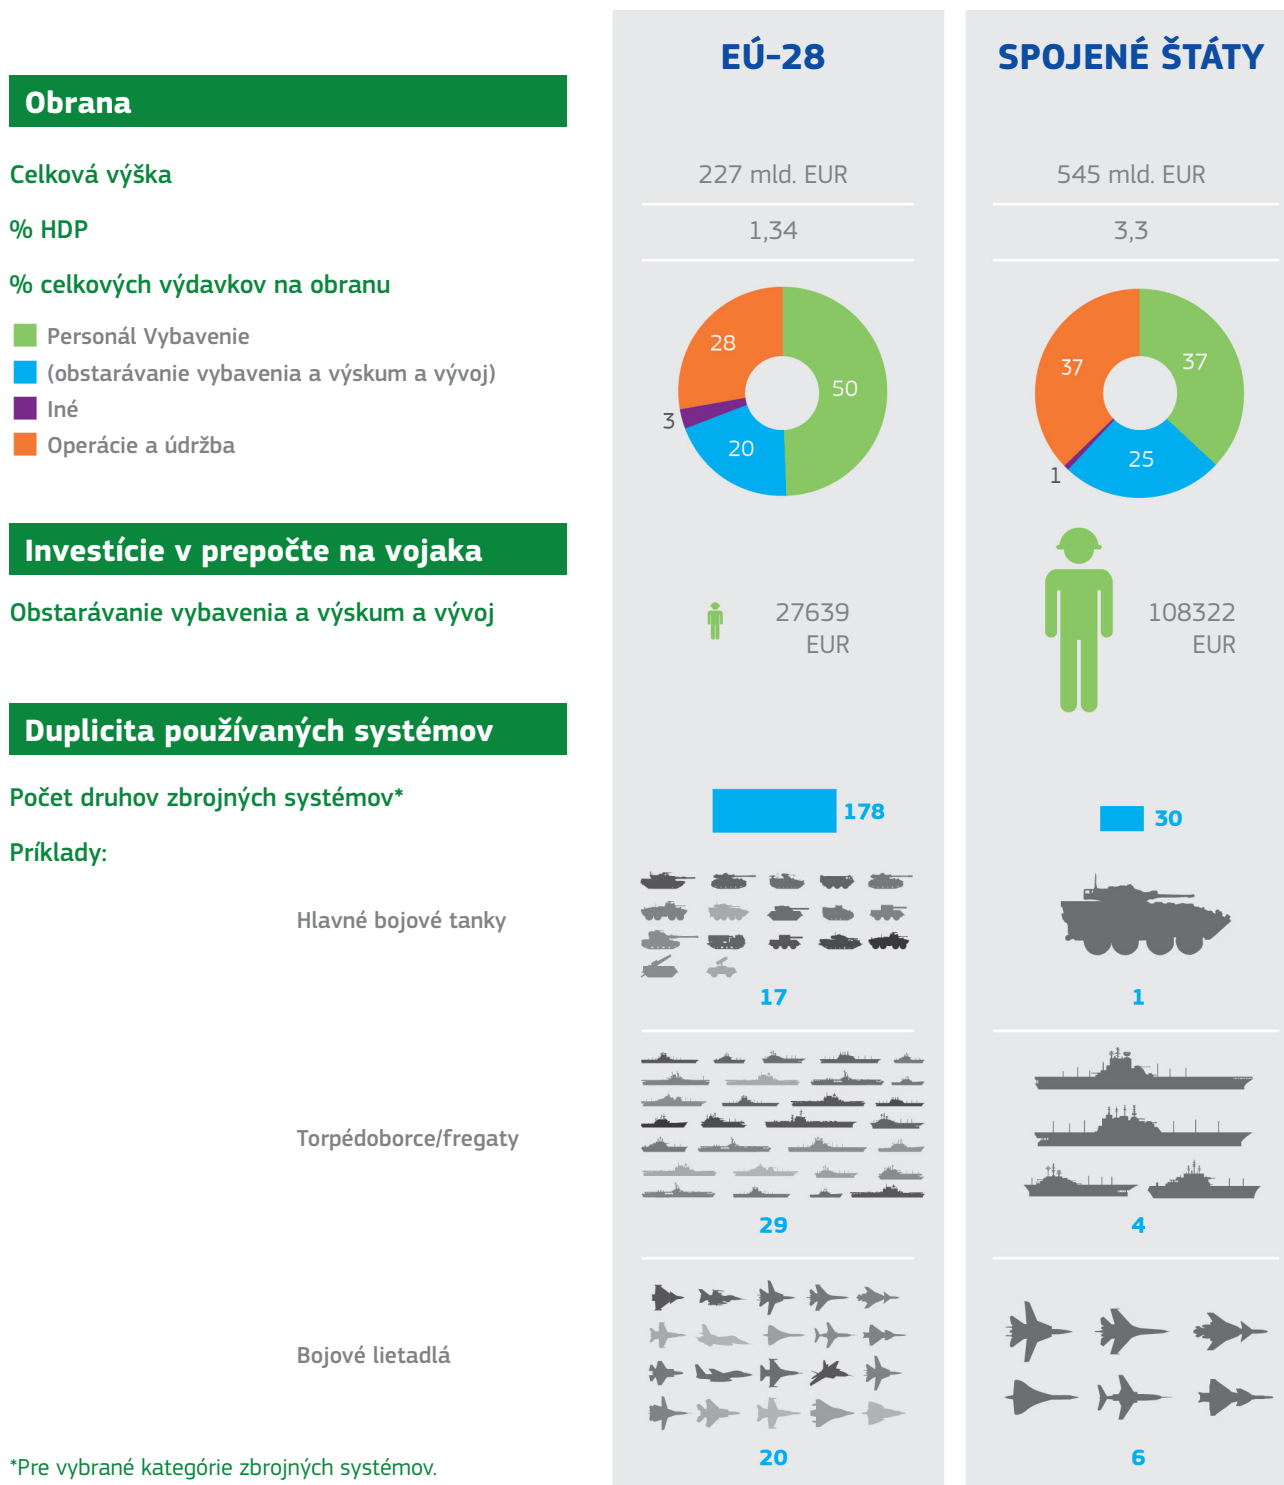 EÚ-28
SPOJENÉ ŠTÁTY
Obrana
Celková výška
227 mld. EUR
545 mld. EUR
% HDP
1,34
3,3
% celkových výdavkov na obranu
Personál Vybavenie
(obstarávanie vybavenia a výskum a vývoj)
Iné
Operácie a údržba
28
50
3
20
37
37
25
1
Investície v prepočte na vojaka
Obstarávanie vybavenia a výskum a vývoj
27639
EUR
108322
EUR
Duplicita používaných systémov
Počet druhov zbrojných systémov*
178
30
Príklady:
Hlavné bojové tanky
17
1
Torpédoborce/fregaty
29
4
Bojové lietadlá
20
6
*Pre vybrané kategórie zbrojných systémov.